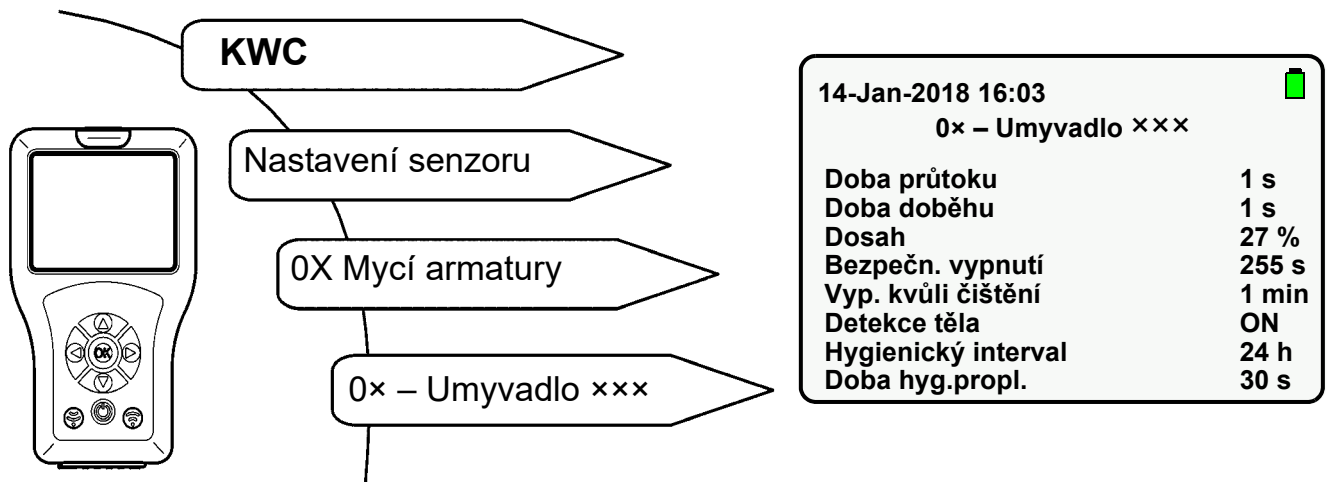 KWC
Nastavení senzoru
0X Mycí armatury
0× – Umyvadlo ×××
OK
14-Jan-2018 16:03
0× – Umyvadlo ×××
Doba průtoku 1 s
Doba doběhu 1 s
Dosah 27 %
Bezpečn. vypnutí 255 s
Vyp. kvůli čištění 1 min
Detekce těla ON
Hygienický interval 24 h
Doba hyg.propl. 30 s